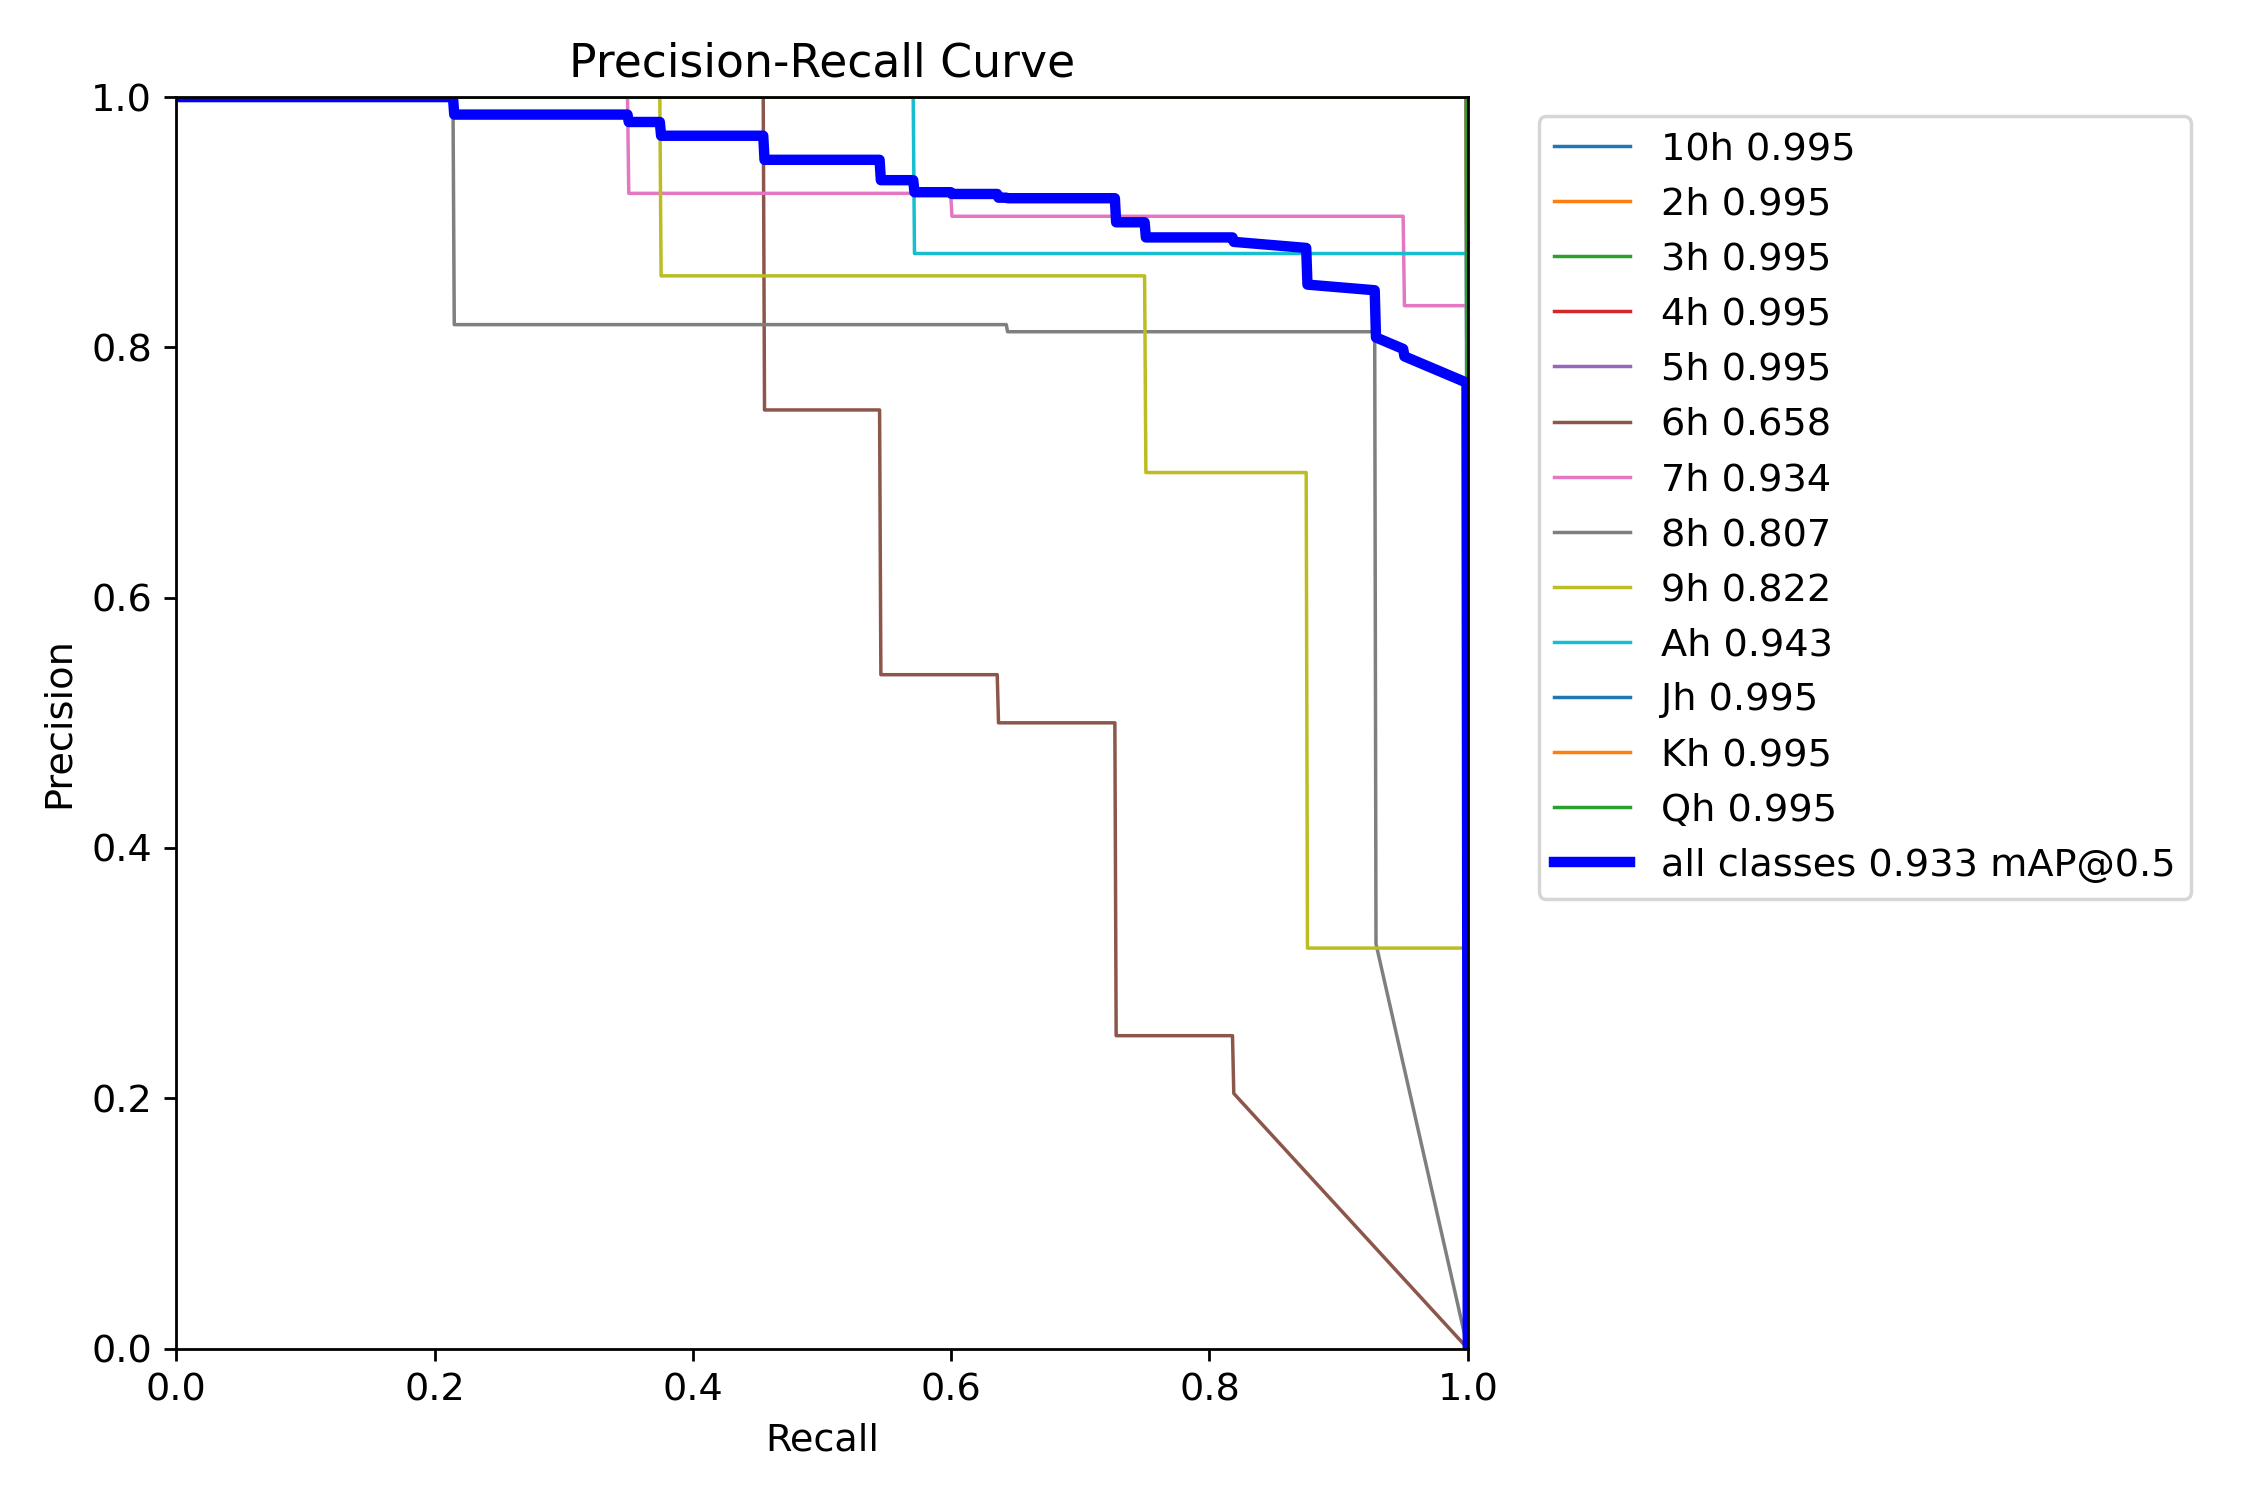 Precision-Recall Curve
1.0
0.8
0.6
0.4
0.2
0.0
Precision
0.0 0.2 0.4 0.6 0.8 1.0
Recall
10h 0.995
2h 0.995
3h 0.995
4h 0.995
5h 0.995
6h 0.658
7h 0.934
8h 0.807
9h 0.822
Ah 0.943
Jh 0.995
Kh 0.995
Qh 0.995
all classes 0.933 mAP@0.5